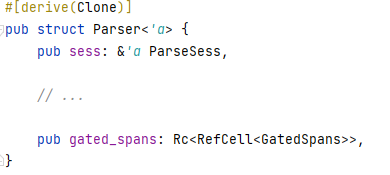 #[derive(Clone)]
pub struct Parser<'a> {
    pub sess: &'a ParseSess,
    // ...
    pub gated_spans: Rc<RefCell<GatedSpans>>,
}